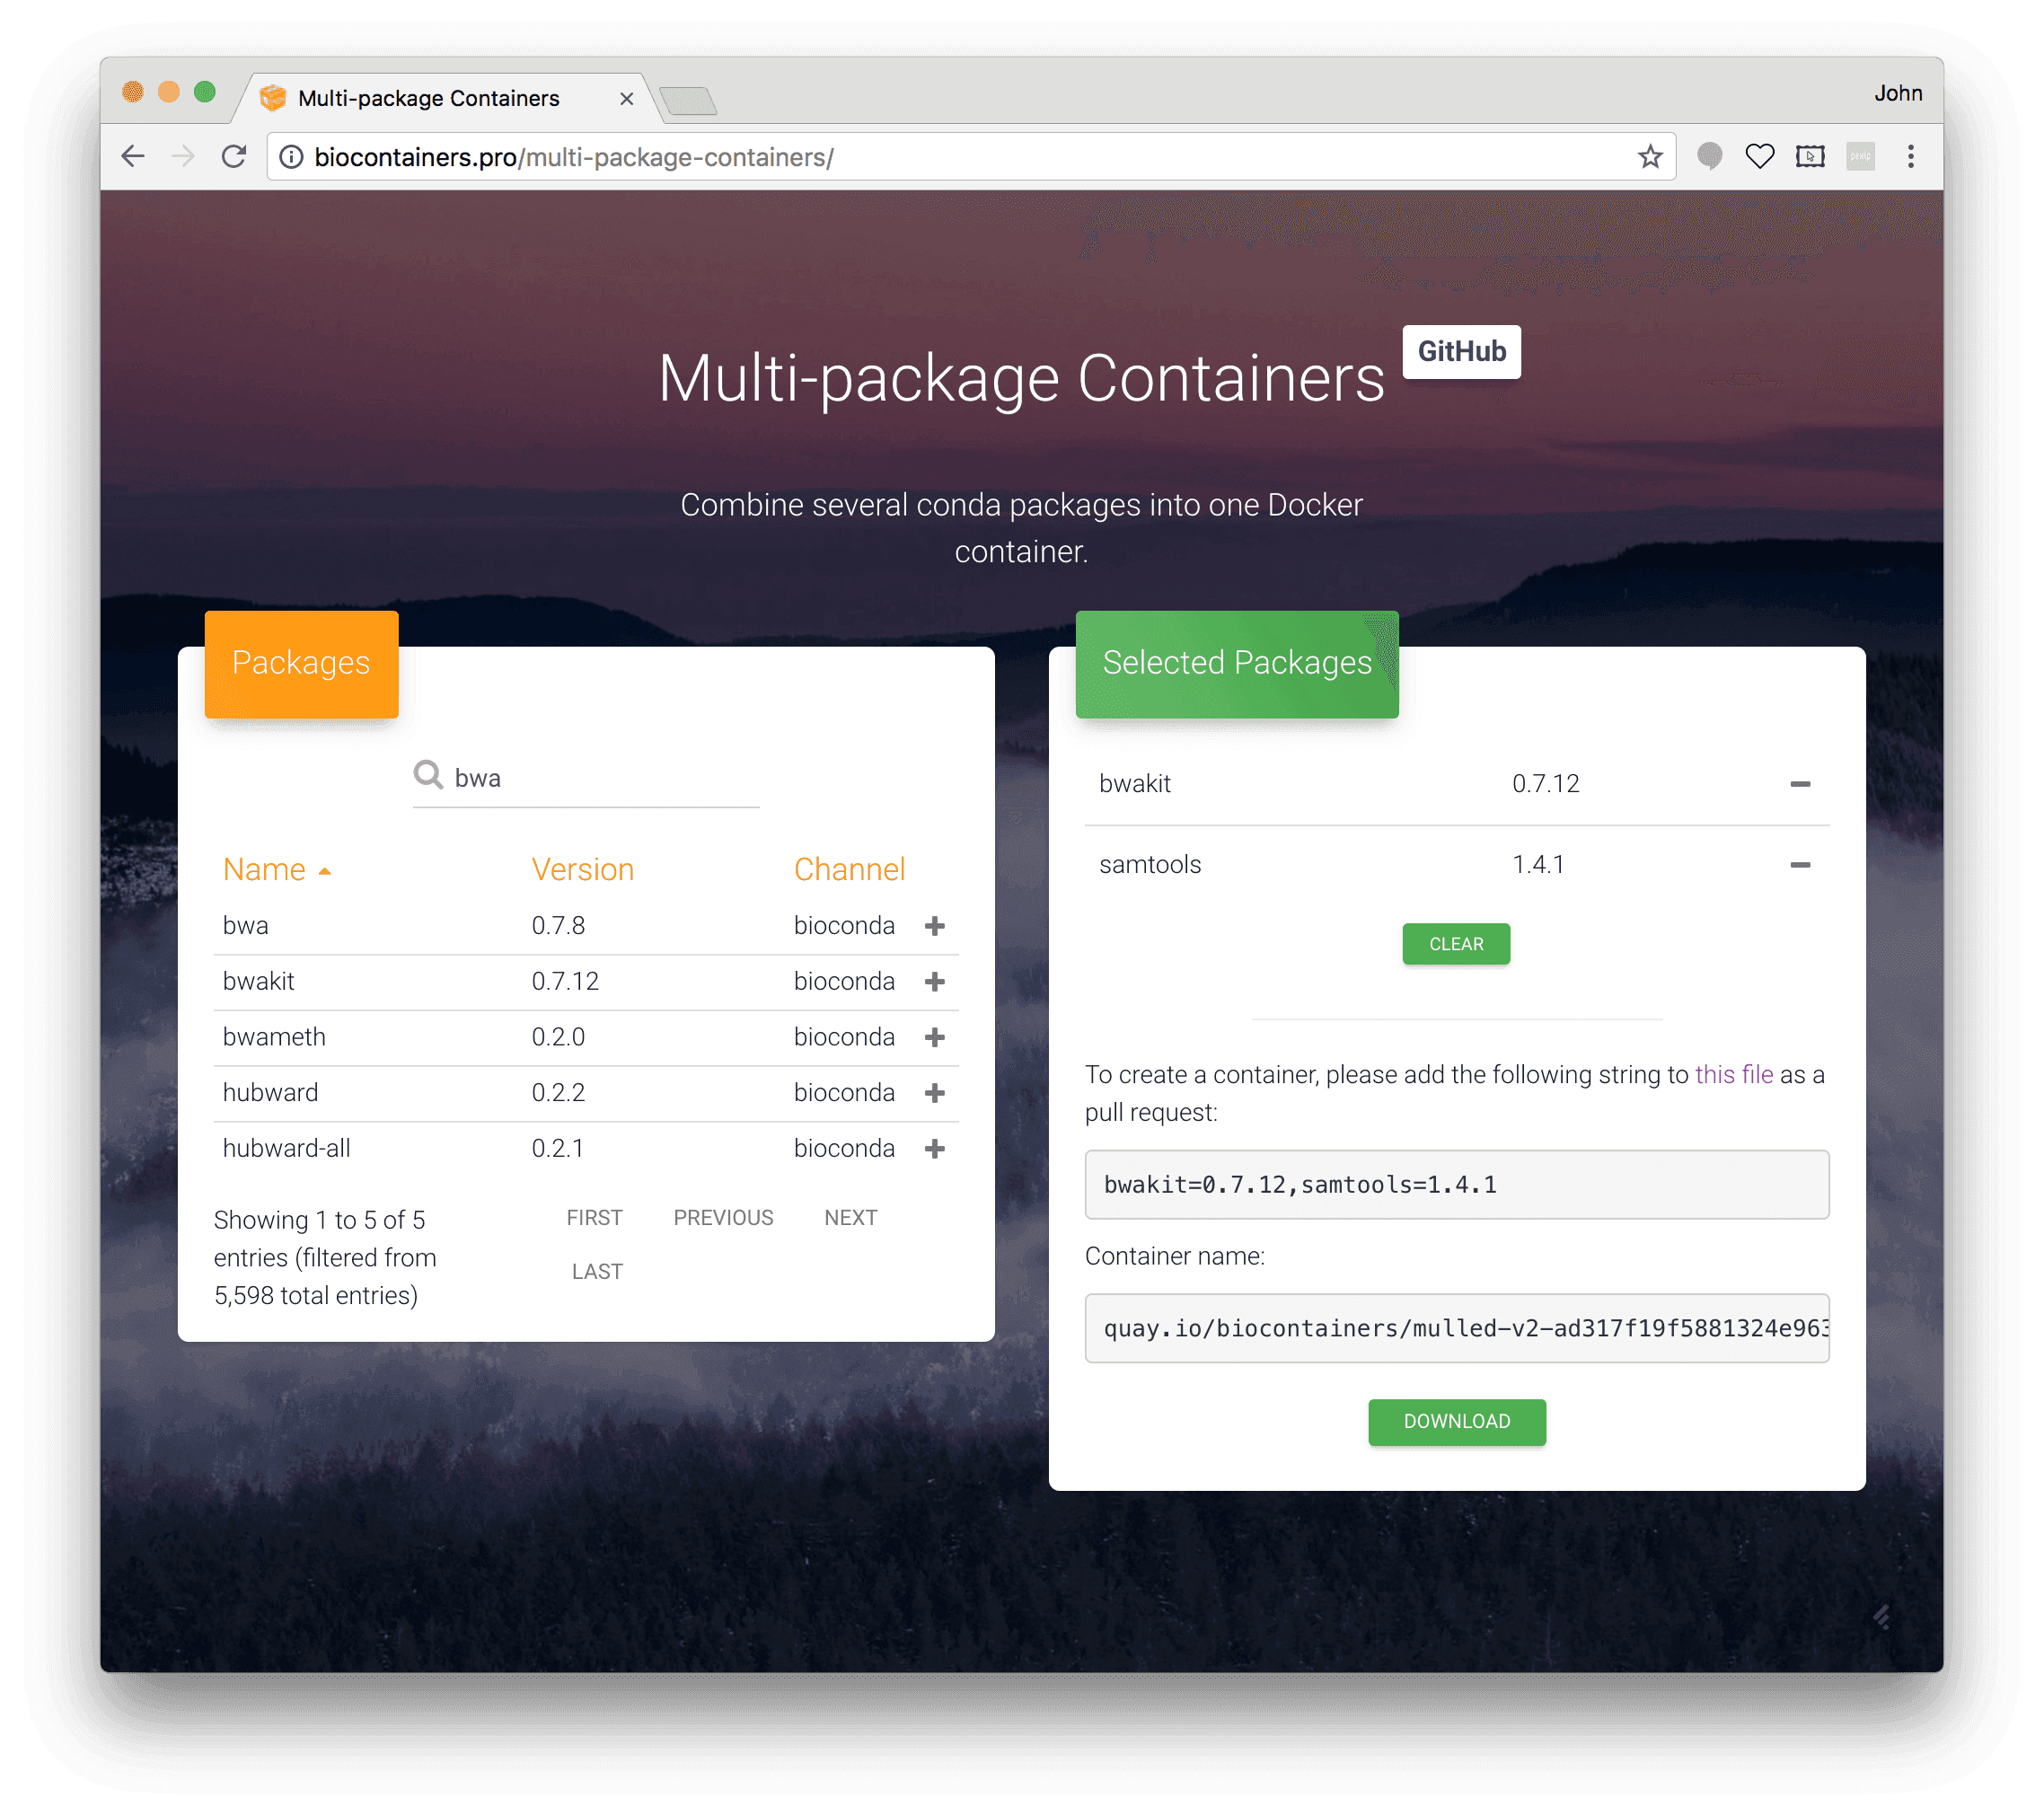 Multi-package Containers
John
biocontainers.pro/multi-package-containers/
Multi-package Containers
GitHub
Combine several conda packages into one Docker
container.
Packages
bwa
Name Version Channel
bwa 0.7.8 bioconda
bwakit 0.7.12 bioconda
bwameth 0.2.0 bioconda
hubward 0.2.2 bioconda
hubward-all 0.2.1 bioconda
Showing 1 to 5 of 5
entries (filtered from
5,598 total entries)
FIRST PREVIOUS NEXT
LAST
Selected Packages
bwakit 0.7.12
samtools 1.4.1
CLEAR
To create a container, please add the following string to this file as a
pull request:
bwakit=0.7.12,samtools=1.4.1
Container name:
quay.io/biocontainers/mulled-v2-ad317f19f5881324e963
DOWNLOAD